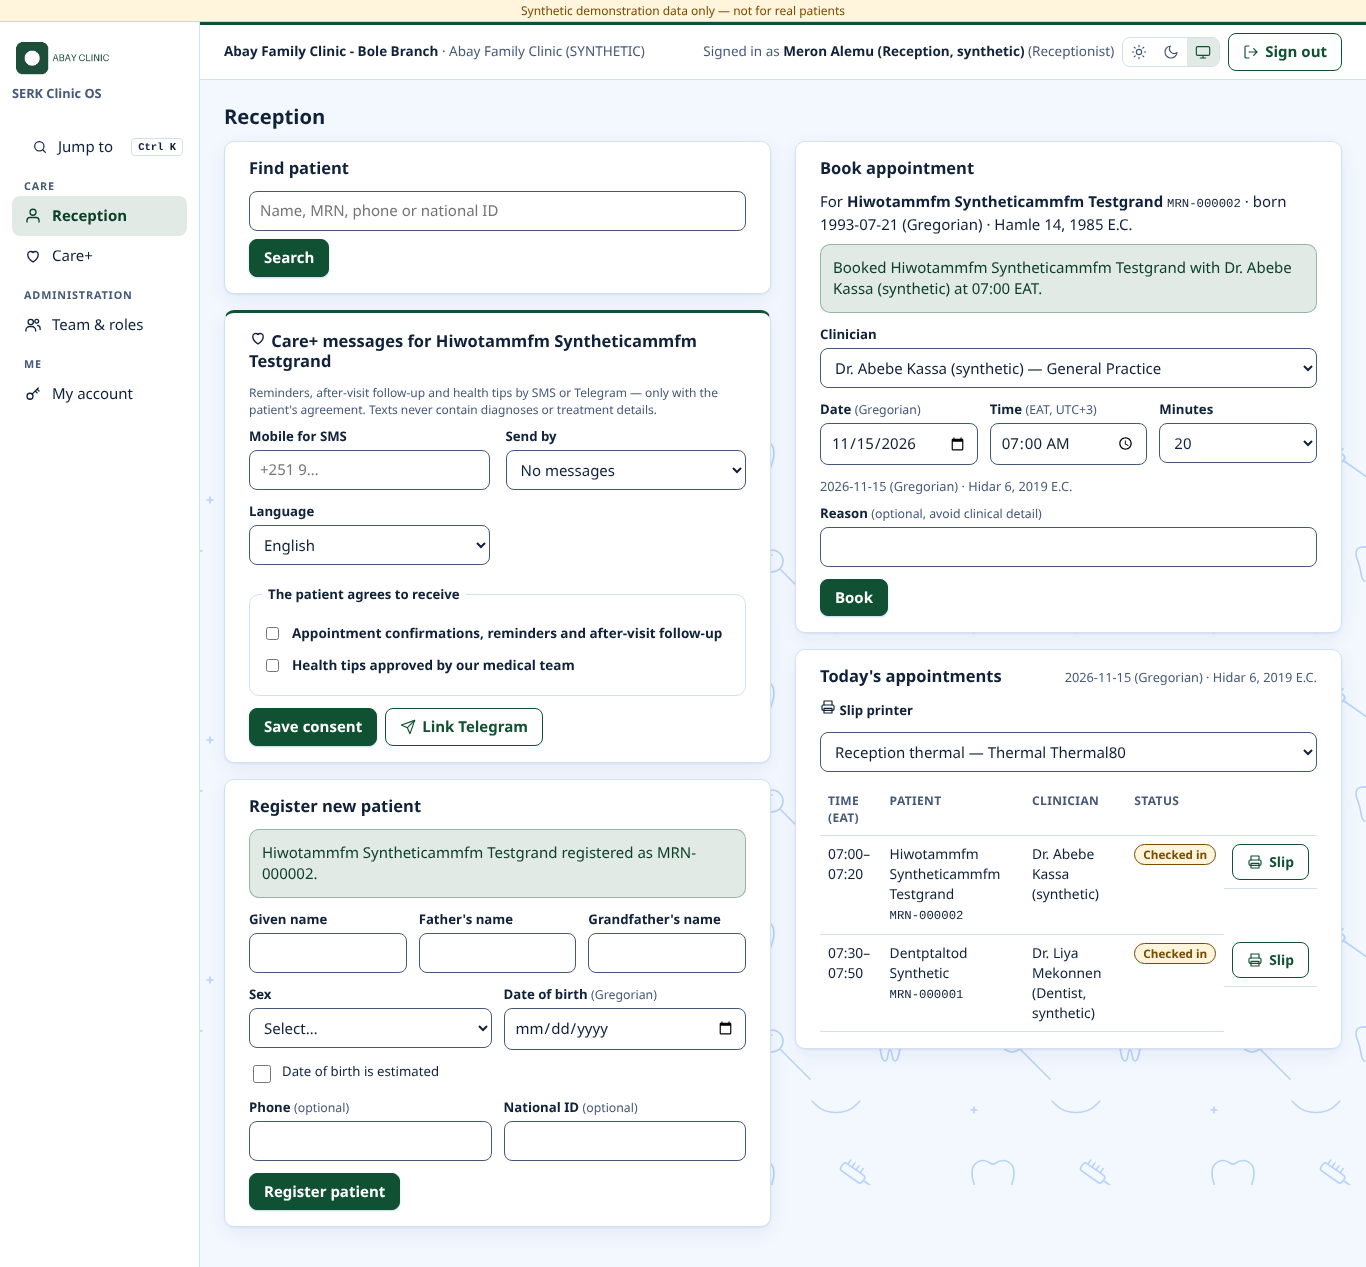 Synthetic demonstration data only — not for real patients
ABAY CLINIC
SERK Clinic OS
Jump to
Ctrl K
CARE
Reception
Care+
ADMINISTRATION
Team & roles
ME
My account
Abay Family Clinic - Bole Branch · Abay Family Clinic (SYNTHETIC)
Signed in as Meron Alemu (Reception, synthetic) (Receptionist)
Sign out
Reception
Find patient
Name, MRN, phone or national ID
Search
Care+ messages for Hiwotammfm Syntheticammfm
Testgrand
Reminders, after-visit follow-up and health tips by SMS or Telegram — only with the
patient's agreement. Texts never contain diagnoses or treatment details.
Mobile for SMS
Send by
+251 9...
No messages
Language
English
The patient agrees to receive
Appointment confirmations, reminders and after-visit follow-up
Health tips approved by our medical team
Save consent
Link Telegram
Register new patient
Hiwotammfm Syntheticammfm Testgrand registered as MRN-
000002.
Given name
Father's name
Grandfather's name
Sex
Date of birth (Gregorian)
Select...
mm/dd/yyyy
Date of birth is estimated
Phone (optional)
National ID (optional)
Register patient
Book appointment
For Hiwotammfm Syntheticammfm Testgrand MRN-000002 · born
1993-07-21 (Gregorian) · Hamle 14, 1985 E.C.
Booked Hiwotammfm Syntheticammfm Testgrand with Dr. Abebe
Kassa (synthetic) at 07:00 EAT.
Clinician
Dr. Abebe Kassa (synthetic) — General Practice
Date (Gregorian)
Time (EAT, UTC+3)
Minutes
11/15/2026
07:00 AM
20
2026-11-15 (Gregorian) · Hidar 6, 2019 E.C.
Reason (optional, avoid clinical detail)
Book
Today's appointments
2026-11-15 (Gregorian) · Hidar 6, 2019 E.C.
Slip printer
Reception thermal — Thermal Thermal80
TIME
(EAT)
PATIENT
CLINICIAN
STATUS
07:00–
07:20
Hiwotammfm
Syntheticammfm
Testgrand
MRN-000002
Dr. Abebe
Kassa
(synthetic)
Checked in
Slip
07:30–
07:50
Dentptaltod
Synthetic
MRN-000001
Dr. Liya
Mekonnen
(Dentist,
synthetic)
Checked in
Slip